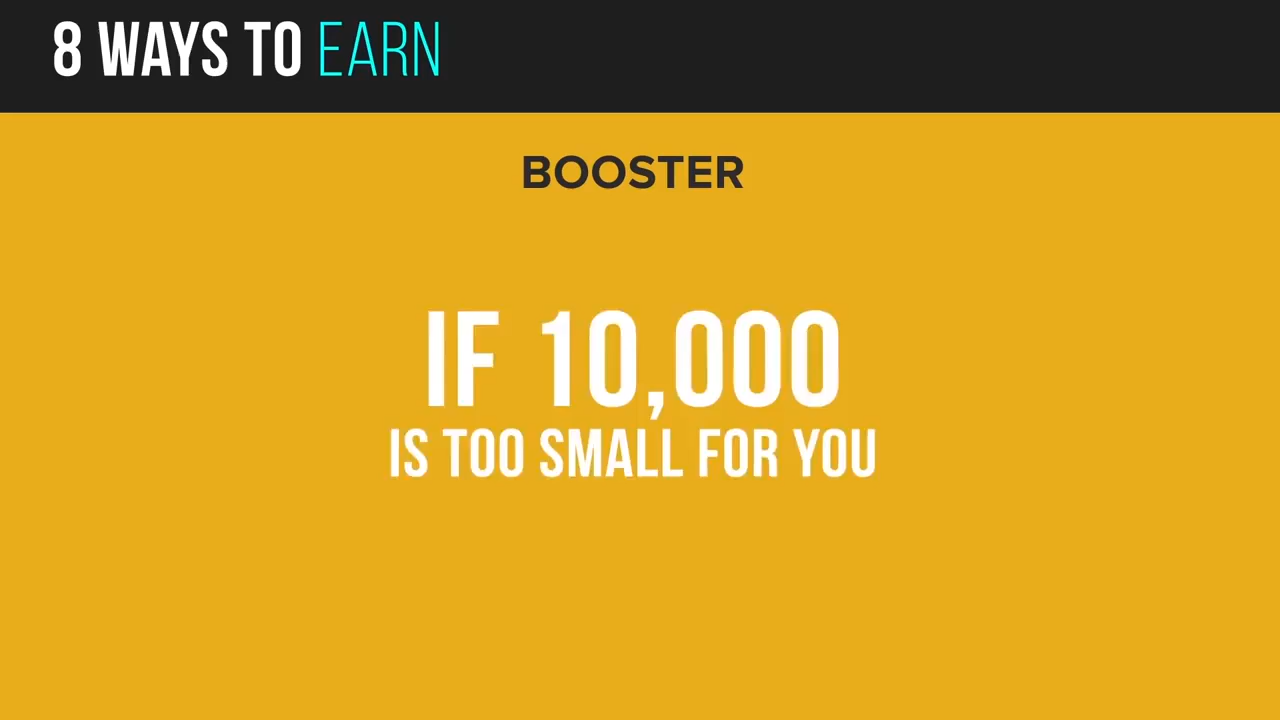 8 WAYS TO EARN
BOOSTER
IF 10,000
IS TOO SMALL FOR YOU